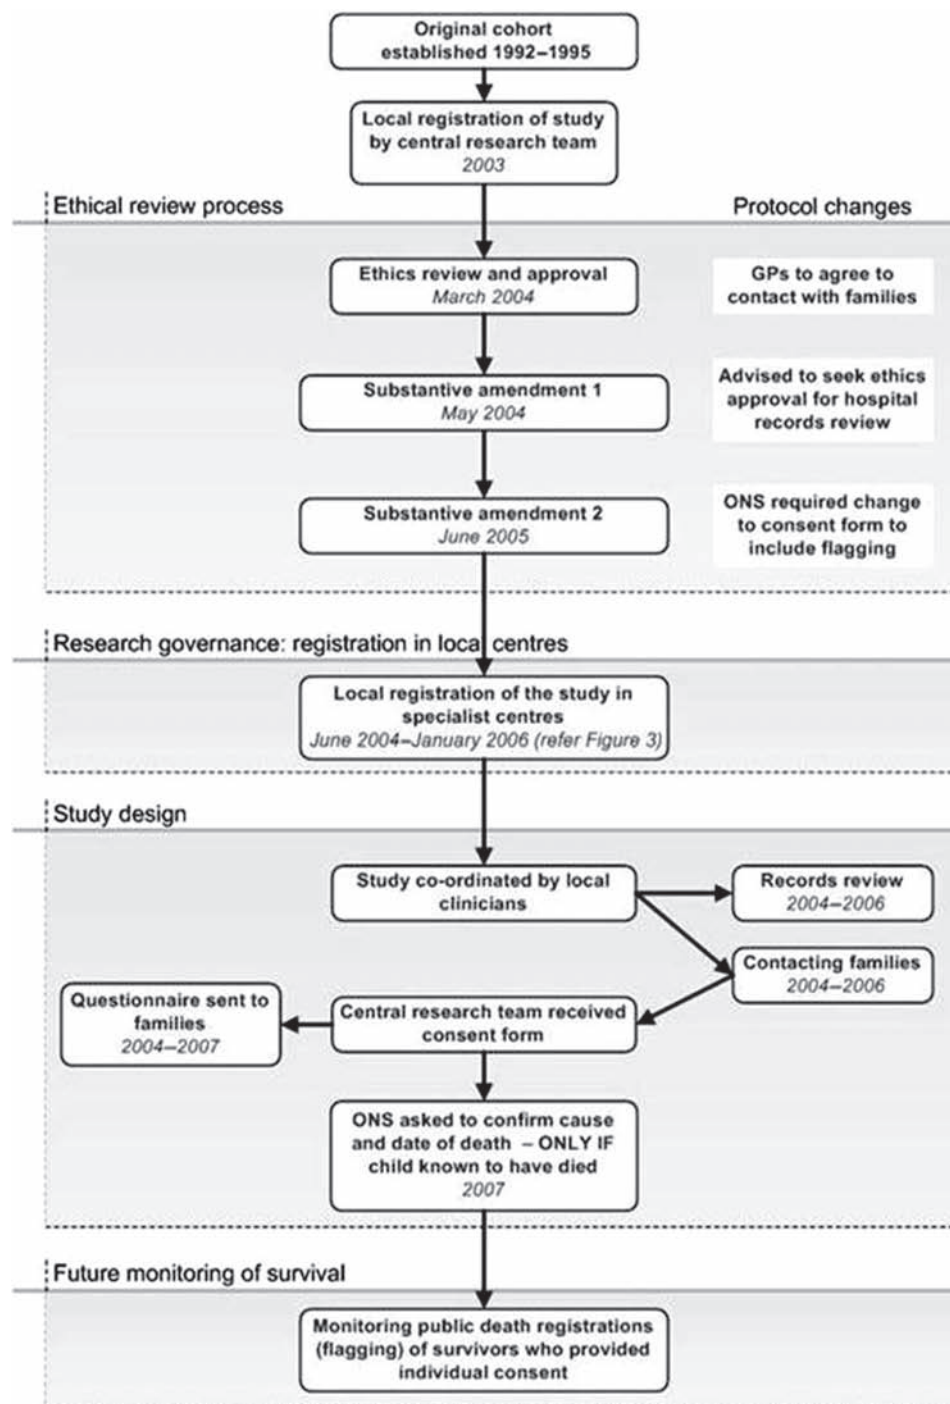 Original cohort
established 1992–1995
Local registration of study
by central research team
2003
Ethical review process
Protocol changes
Ethics review and approval
March 2004
GPs to agree to
contact with families
Substantive amendment 1
May 2004
Advised to seek ethics
approval for hospital
records review
Substantive amendment 2
June 2005
ONS required change
to consent form to
include flagging
Research governance: registration in local centres
Local registration of the study in
specialist centres
June 2004–January 2006 (refer Figure 3)
Study design
Study co-ordinated by local
clinicians
Records review
2004–2006
Contacting families
2004–2006
Central research team received
consent form
Questionnaire sent to
families
2004–2007
ONS asked to confirm cause
and date of death – ONLY IF
child known to have died
2007
Future monitoring of survival
Monitoring public death registrations
(flagging) of survivors who provided
individual consent